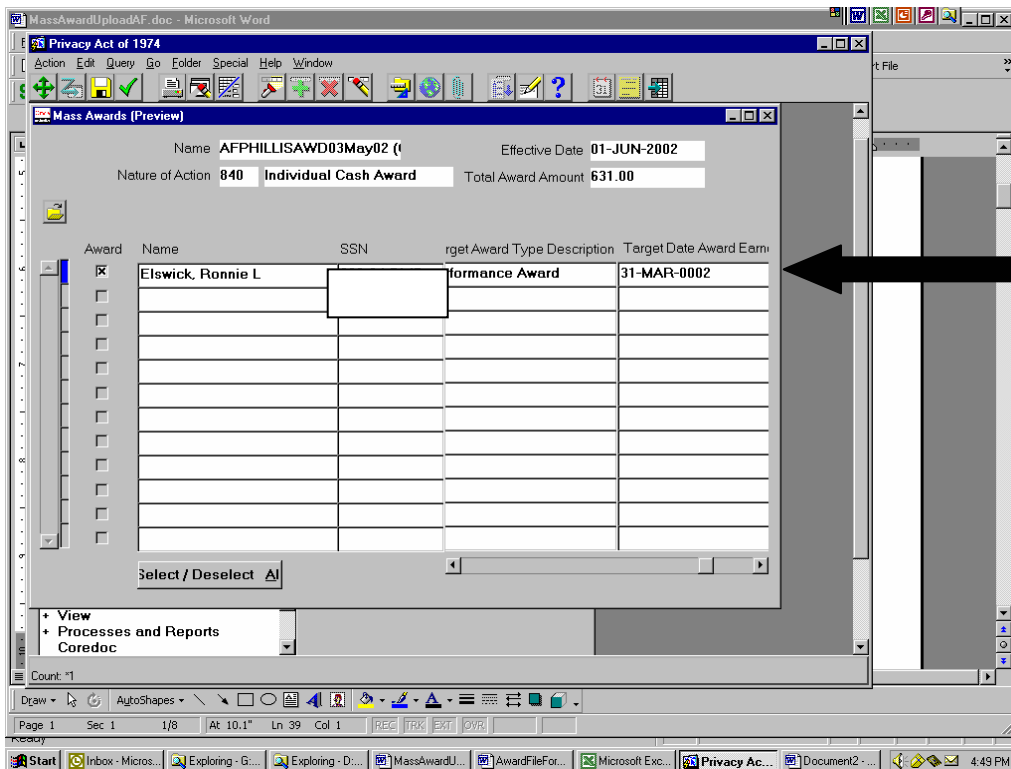 MassAwardUploadAF.doc - Microsoft Word
Privacy Act of 1974
Action Edit Query Go Folder Special Help Window
rt File
Mass Awards (Preview)
Name AFPHILLISAWD03May02 ( Effective Date 01-JUN-2002
Nature of Action 840 Individual Cash Award Total Award Amount 631.00
Award Name SSN rget Award Type Description Target Date Award Earn
Elswick, Ronnie L formance Award 31-MAR-0002
Select / Deselect Al
+ View
+ Processes and Reports
Coredoc
Count: *1
Draw AutoShapes
Page 1 Sec 1 1/8 At 10.1" Ln 39 Col 1 REC TRK EXT OVR
Ready
Start Inbox - Micros... Exploring - G:... Exploring - D:... MassAwardU... AwardFileFor... Microsoft Exc... Privacy Ac... Document2 - ... 4:49 PM